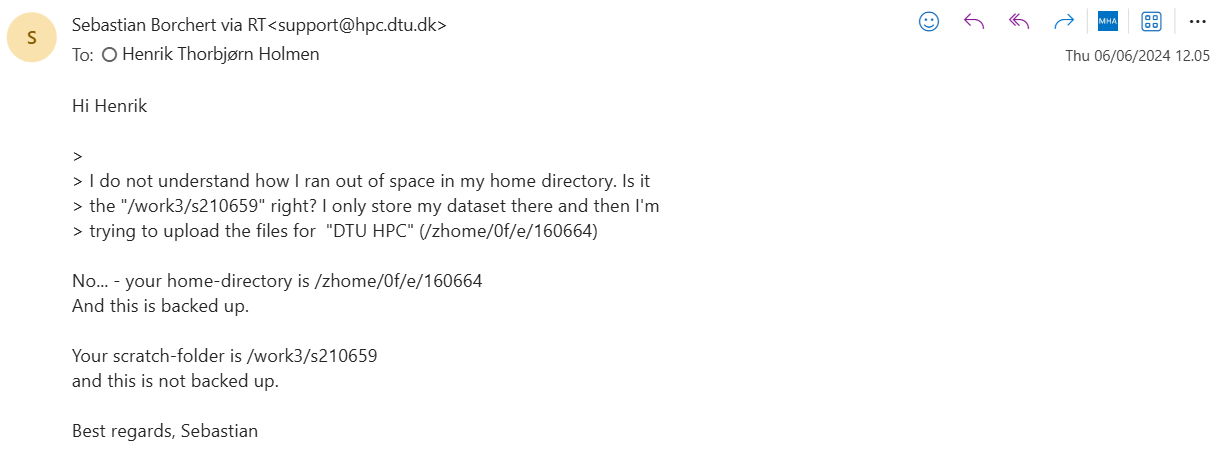 S
Sebastian Borchert via RT<support@hpc.dtu.dk>
To: Henrik Thorbjørn Holmen
MHA
Thu 06/06/2024 12.05
Hi Henrik
>
> I do not understand how I ran out of space in my home directory. Is it
> the "/work3/s210659" right? I only store my dataset there and then I'm
> trying to upload the files for  "DTU HPC" (/zhome/0f/e/160664)
No... - your home-directory is /zhome/0f/e/160664
And this is backed up.
Your scratch-folder is /work3/s210659
and this is not backed up.
Best regards, Sebastian